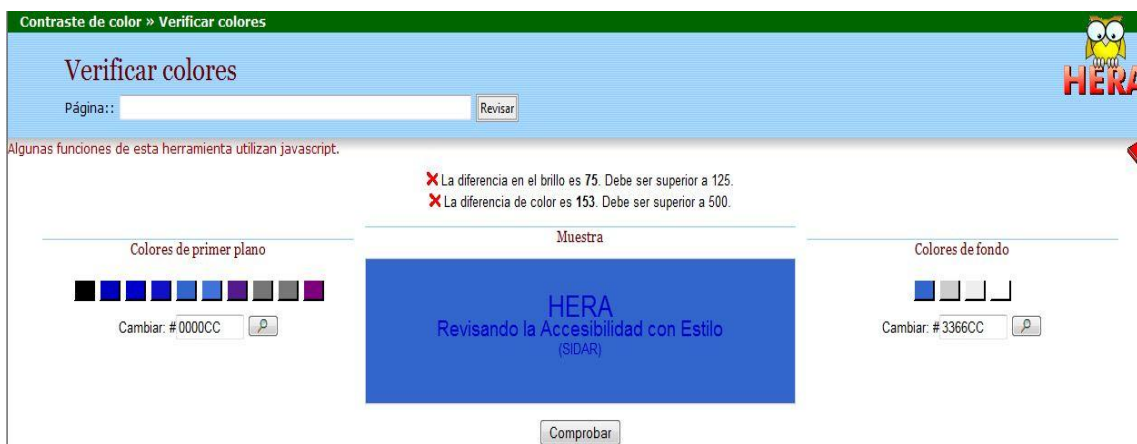 Contraste de color » Verificar colores
Verificar colores
Página::
Revisar
HERA
Algunas funciones de esta herramienta utilizan javascript.
La diferencia en el brillo es 75. Debe ser superior a 125.
La diferencia de color es 153. Debe ser superior a 500.
Colores de primer plano
Cambiar: # 0000CC
Muestra
HERA
Revisando la Accesibilidad con Estilo
(SIDAR)
Colores de fondo
Cambiar: # 3366CC
Comprobar